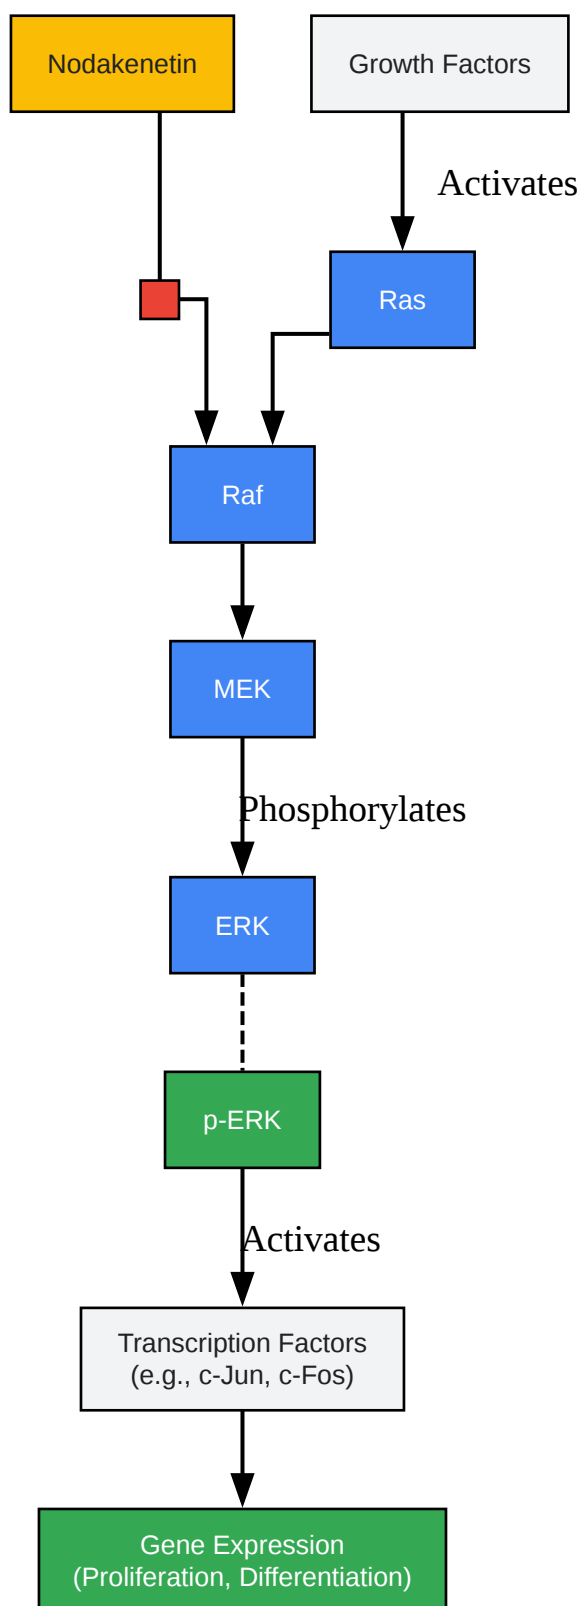 Nodakenetin
Growth Factors
Activates
Ras
Raf
MEK
Phosphorylates
ERK
p-ERK
Activates
Transcription Factors
(e.g., c-Jun, c-Fos)
Gene Expression
(Proliferation, Differentiation)